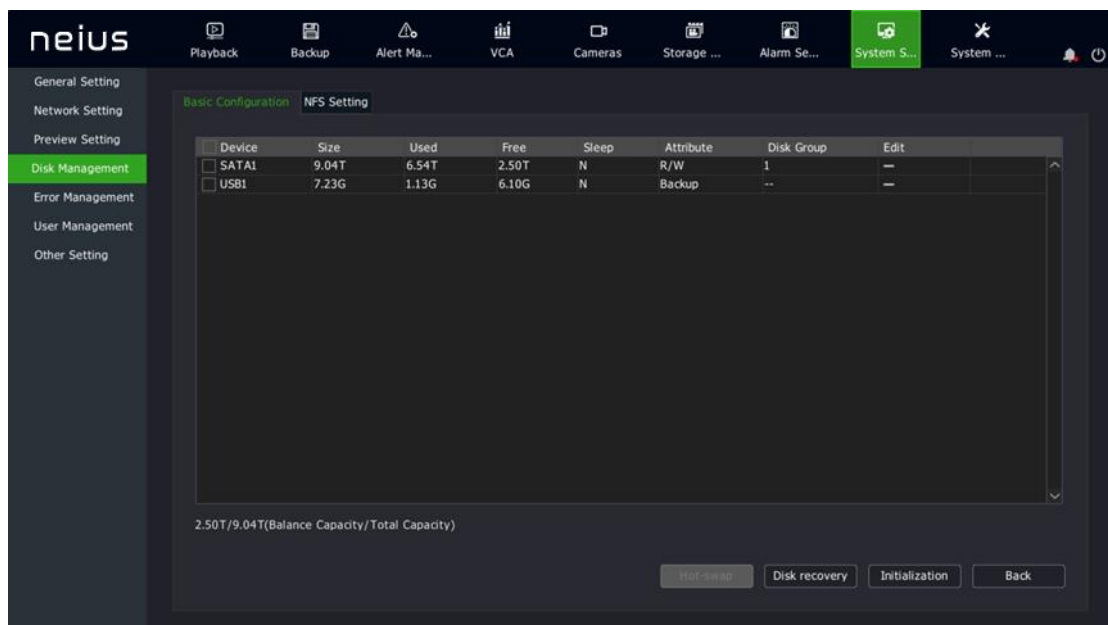 neius
Playback Backup Alert Ma... VCA Cameras Storage ... Alarm Se... System S... System ...
General Setting
Network Setting
Preview Setting
Disk Management
Error Management
User Management
Other Setting
Basic Configuration NFS Setting
Device Size Used Free Sleep Attribute Disk Group Edit
SATA1 9.04T 6.54T 2.50T N R/W 1 —
USB1 7.23G 1.13G 6.10G N Backup -- —
2.50T/9.04T(Balance Capacity/Total Capacity)
Hot-swap Disk recovery Initialization Back